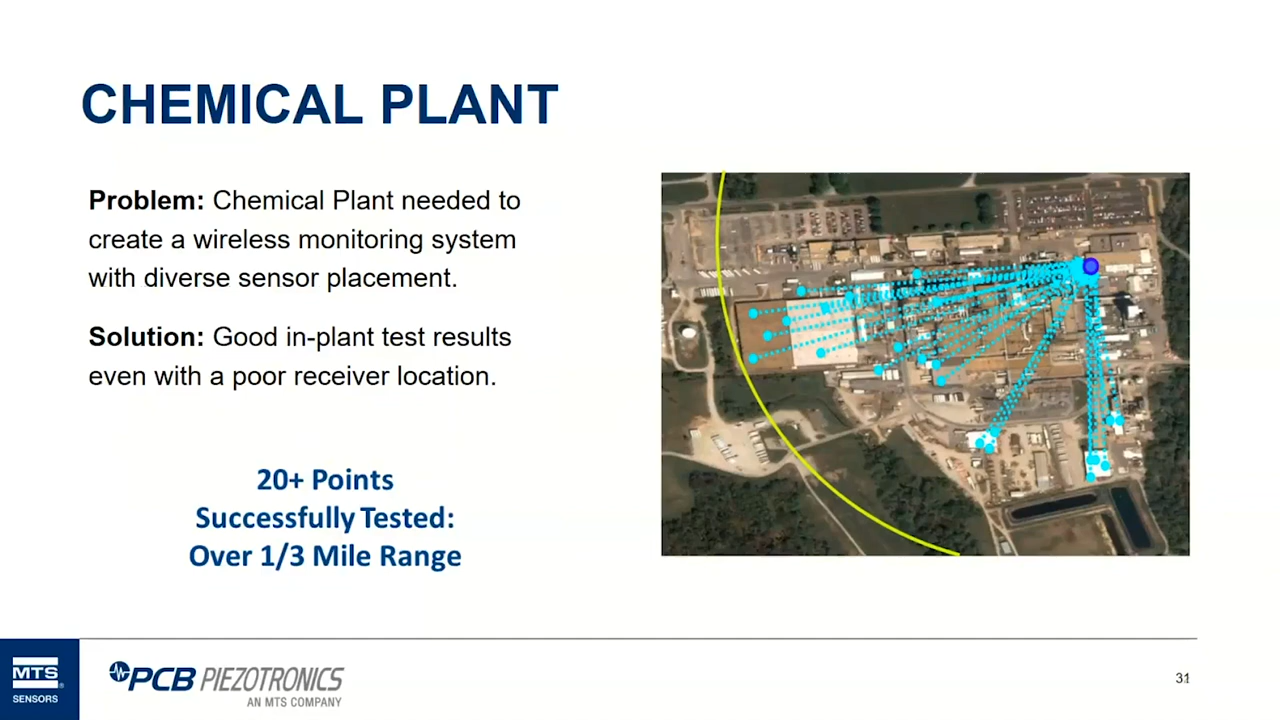 CHEMICAL PLANT
Problem: Chemical Plant needed to
create a wireless monitoring system
with diverse sensor placement.
Solution: Good in-plant test results
even with a poor receiver location.
20+ Points
Successfully Tested:
Over 1/3 Mile Range
MTS
SENSORS
PCB PIEZOTRONICS
AN MTS COMPANY
31